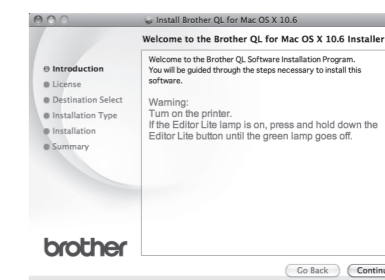 Install Brother QL for Mac OS X 10.6
Welcome to the Brother QL for Mac OS X 10.6 Installer
Introduction
License
Destination Select
Installation Type
Installation
Summary
Welcome to the Brother QL Software Installation Program.
You will be guided through the steps necessary to install this
software.
Warning:
Turn on the printer.
If the Editor Lite lamp is on, press and hold down the
Editor Lite button until the green lamp goes off.
brother
Go Back
Continu